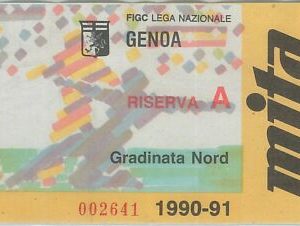 FIGC LEGA NAZIONALE
GENOA
RISERVA A
Gradinata Nord
002641 1990-91
mita